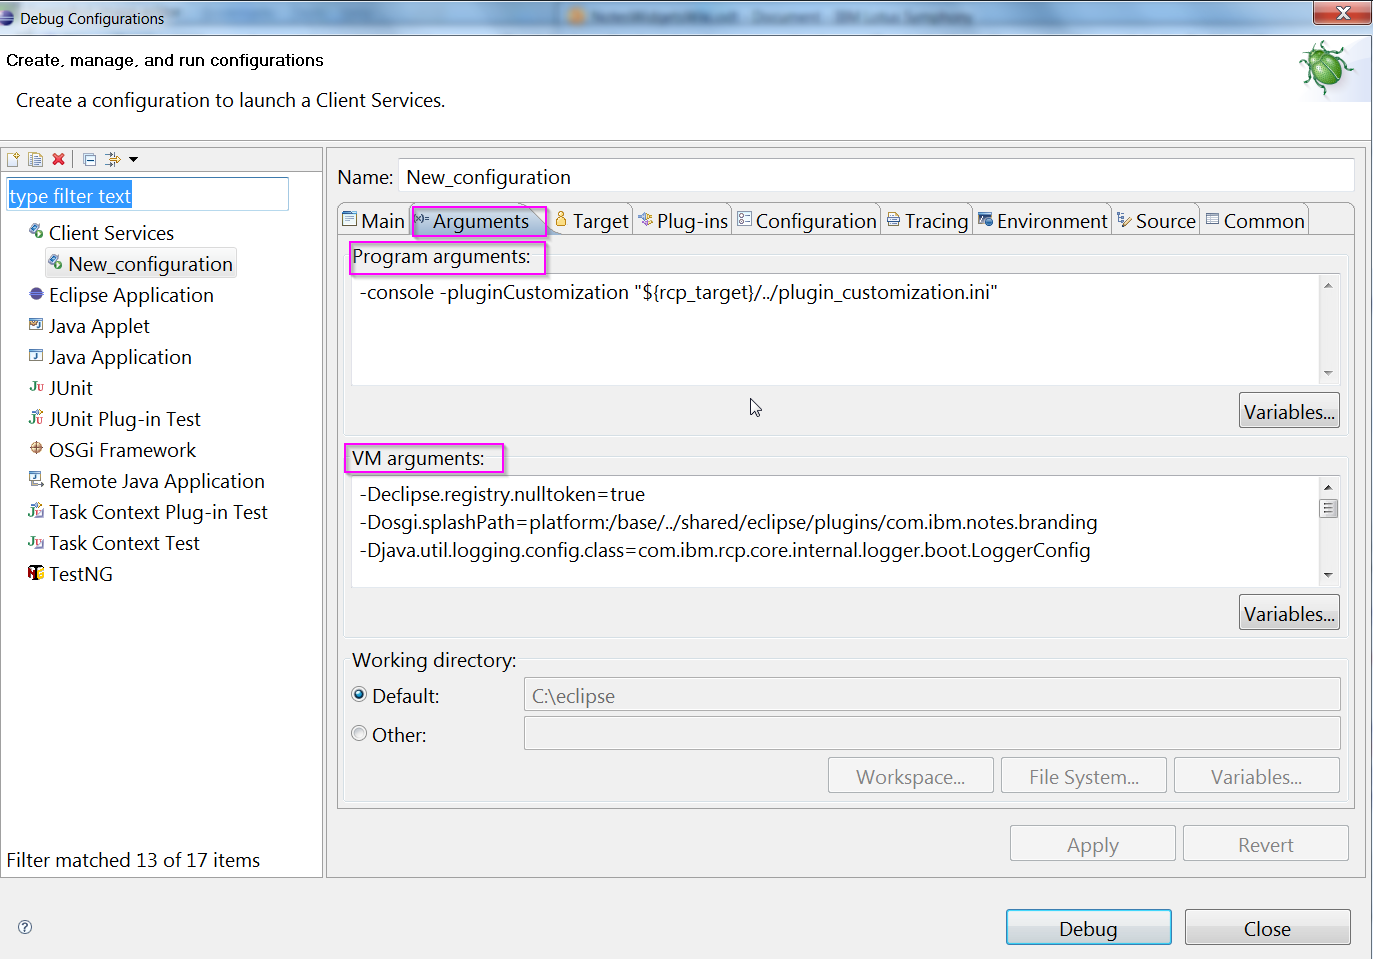 Debug Configurations
Create, manage, and run configurations
Create a configuration to launch a Client Services.
type filter text
Client Services
New_configuration
Eclipse Application
Java Applet
Java Application
JUnit
JUnit Plug-in Test
OSGi Framework
Remote Java Application
Task Context Plug-in Test
Task Context Test
TestNG
Filter matched 13 of 17 items
Name: New_configuration
Main Arguments Target Plug-ins Configuration Tracing Environment Source Common
Program arguments:
-console -pluginCustomization "${rcp_target}/../plugin_customization.ini"
Variables...
VM arguments:
-Declipse.registry.nulltoken=true
-Dosgi.splashPath=platform:/base/../shared/eclipse/plugins/com.ibm.notes.branding
-Djava.util.logging.config.class=com.ibm.rcp.core.internal.logger.boot.LoggerConfig
Variables...
Working directory:
Default: C:\eclipse
Other:
Workspace... File System... Variables...
Apply Revert
Debug Close